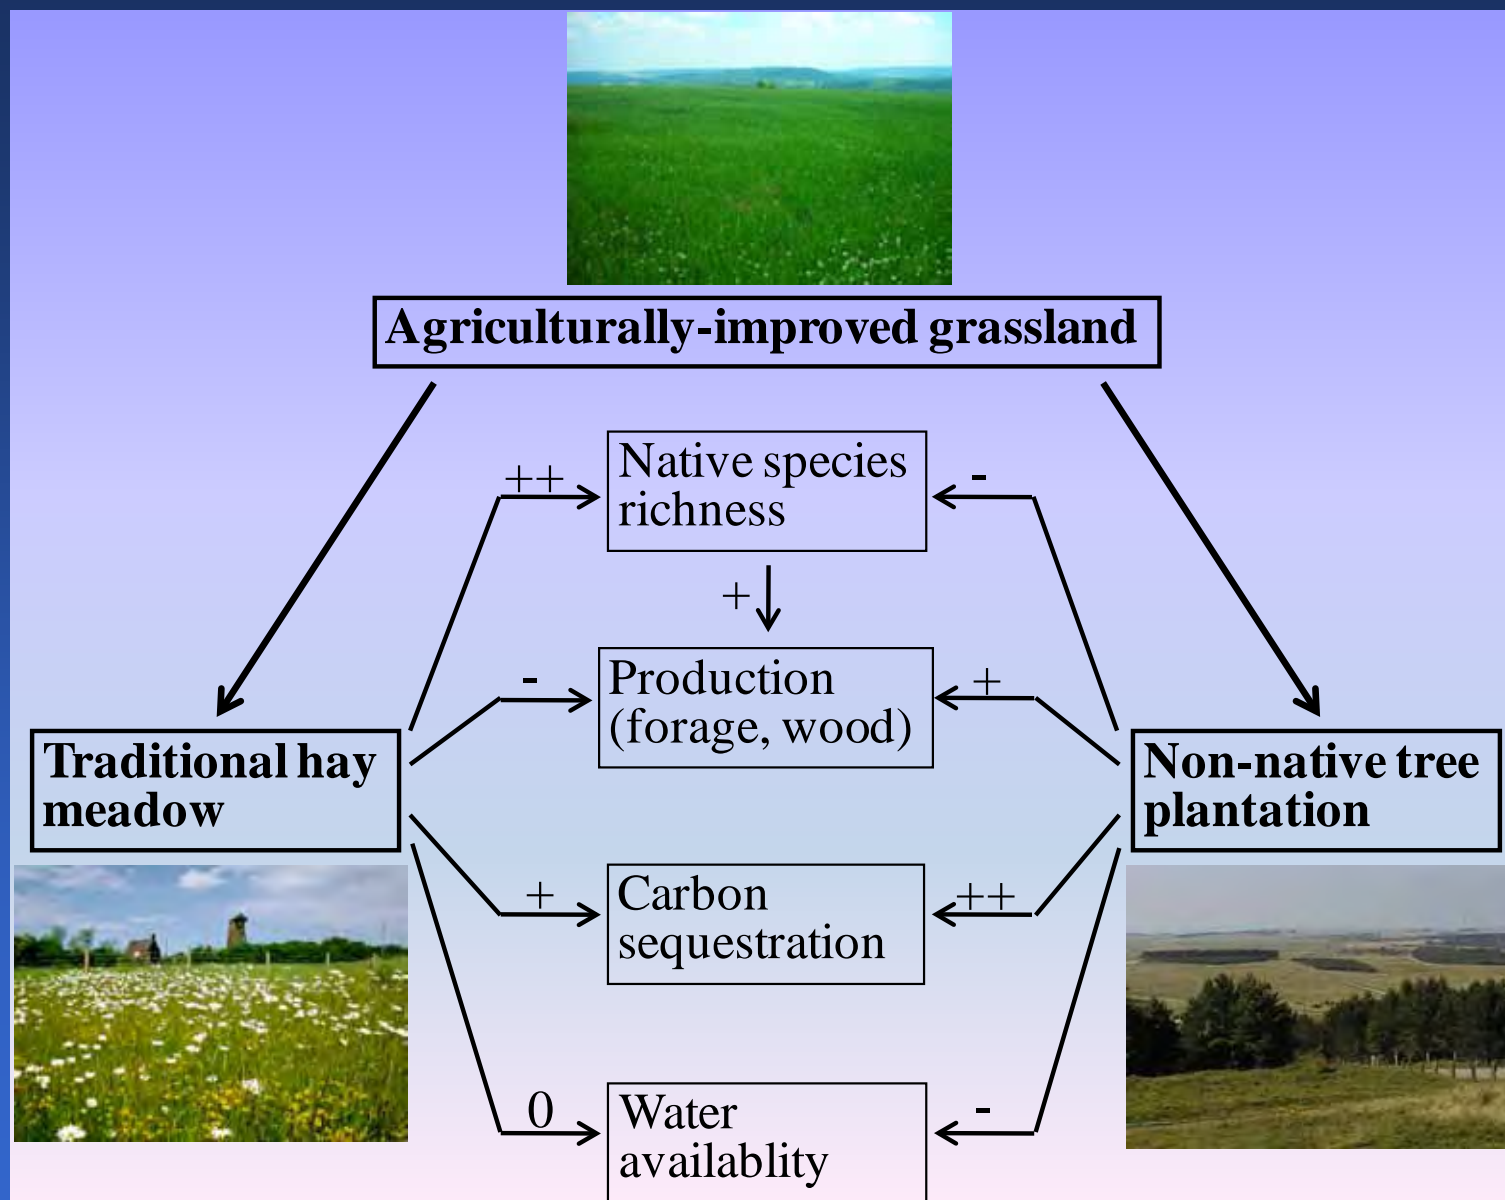 Agriculturally-improved grassland
++
Native species
richness
-
+
-
Production
(forage, wood)
+
Traditional hay
meadow
Non-native tree
plantation
+
Carbon
sequestration
++
0
Water
availablity
-